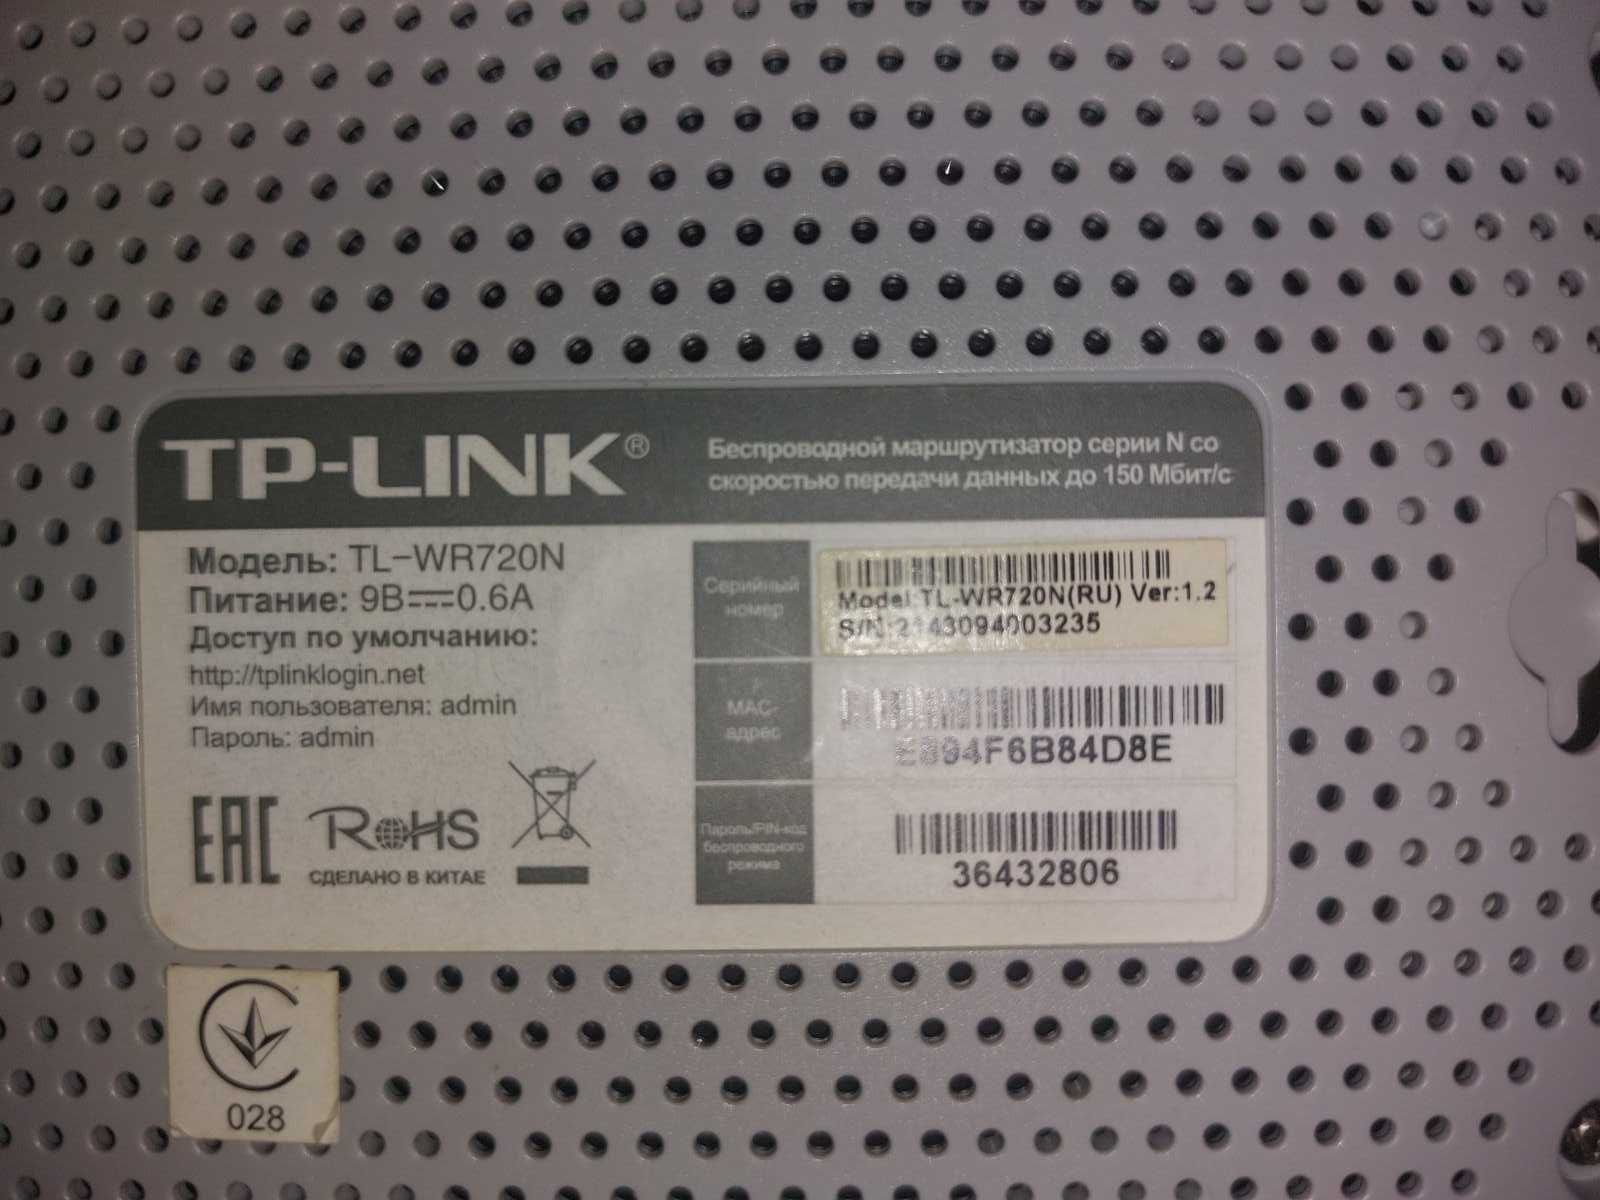 TP-LINK®
Беспроводной маршрутизатор серии N со
скоростью передачи данных до 150 Мбит/с
Модель: TL-WR720N
Питание: 9В⎓0.6А
Доступ по умолчанию:
http://tplinklogin.net
Имя пользователя: admin
Пароль: admin
EAC
RoHS
СДЕЛАНО В КИТАЕ
Серийный
номер
Model:TL-WR720N(RU) Ver:1.2
S/N:2143094003235
MAC-
адрес
E894F6B84D8E
Пароль/PIN-код
беспроводного
режима
36432806
028